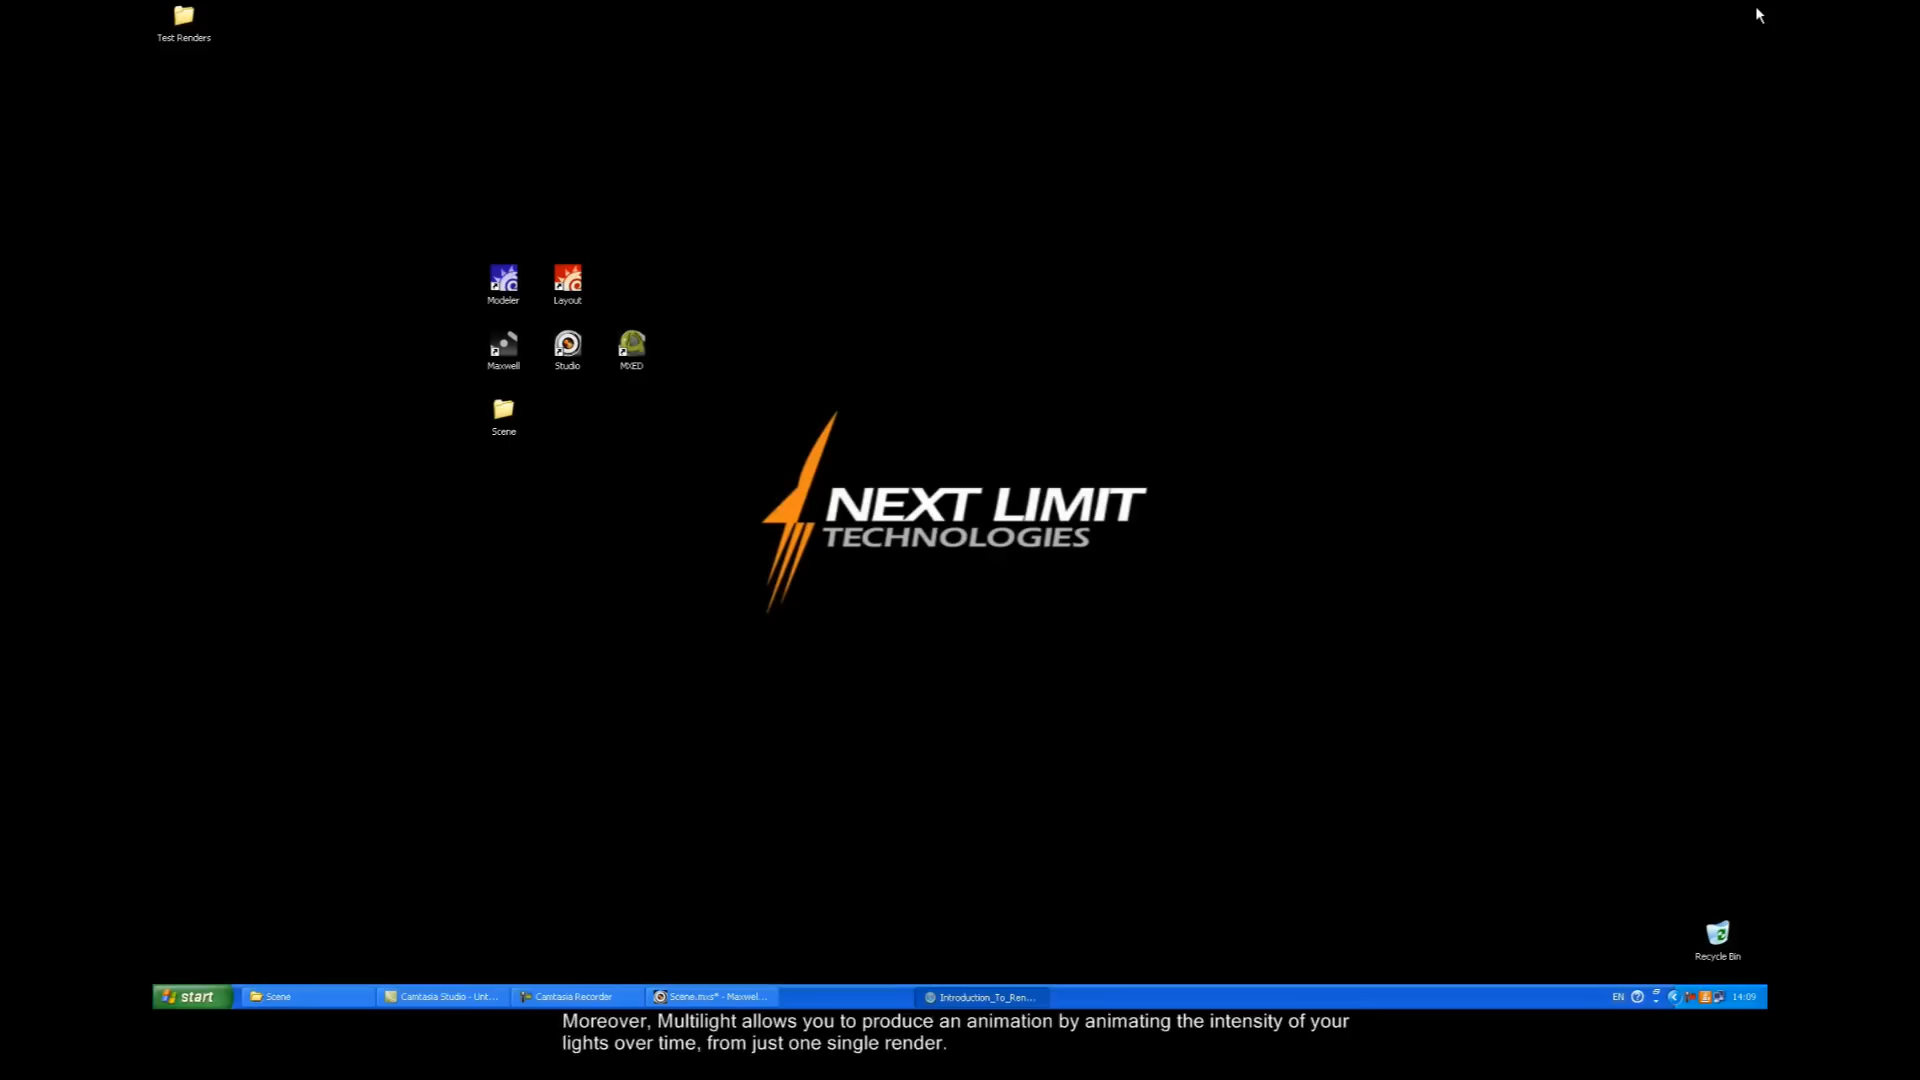 Test Renders
Modeler
Layout
Maxwell
Studio
MXED
Scene
NEXT LIMIT
TECHNOLOGIES
Recycle Bin
start
Scene
Camtasia Studio - Unt...
Camtasia Recorder
Scene.mxs* - Maxwel...
Introduction_To_Ren...
EN
14:09
Moreover, Multilight allows you to produce an animation by animating the intensity of your
lights over time, from just one single render.